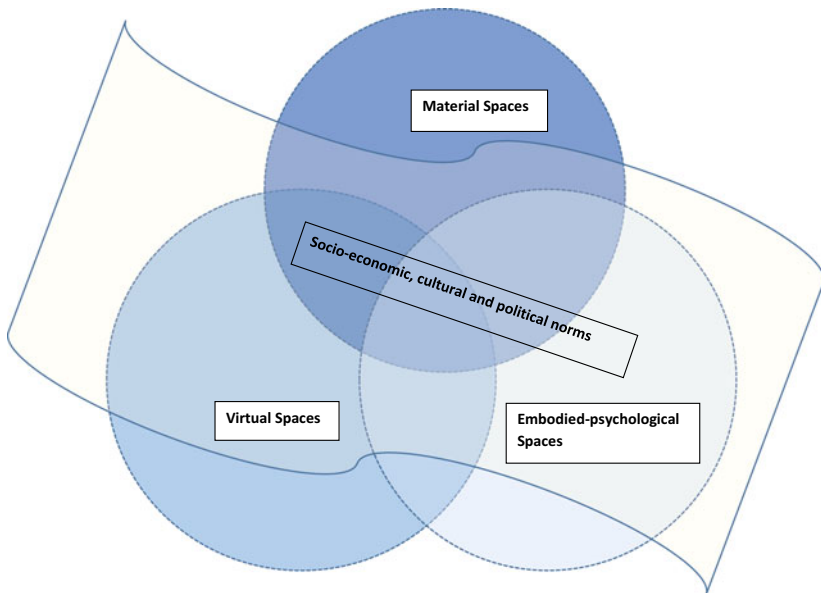 Material Spaces
Socio-economic, cultural and political norms
Virtual Spaces
Embodied-psychological
Spaces